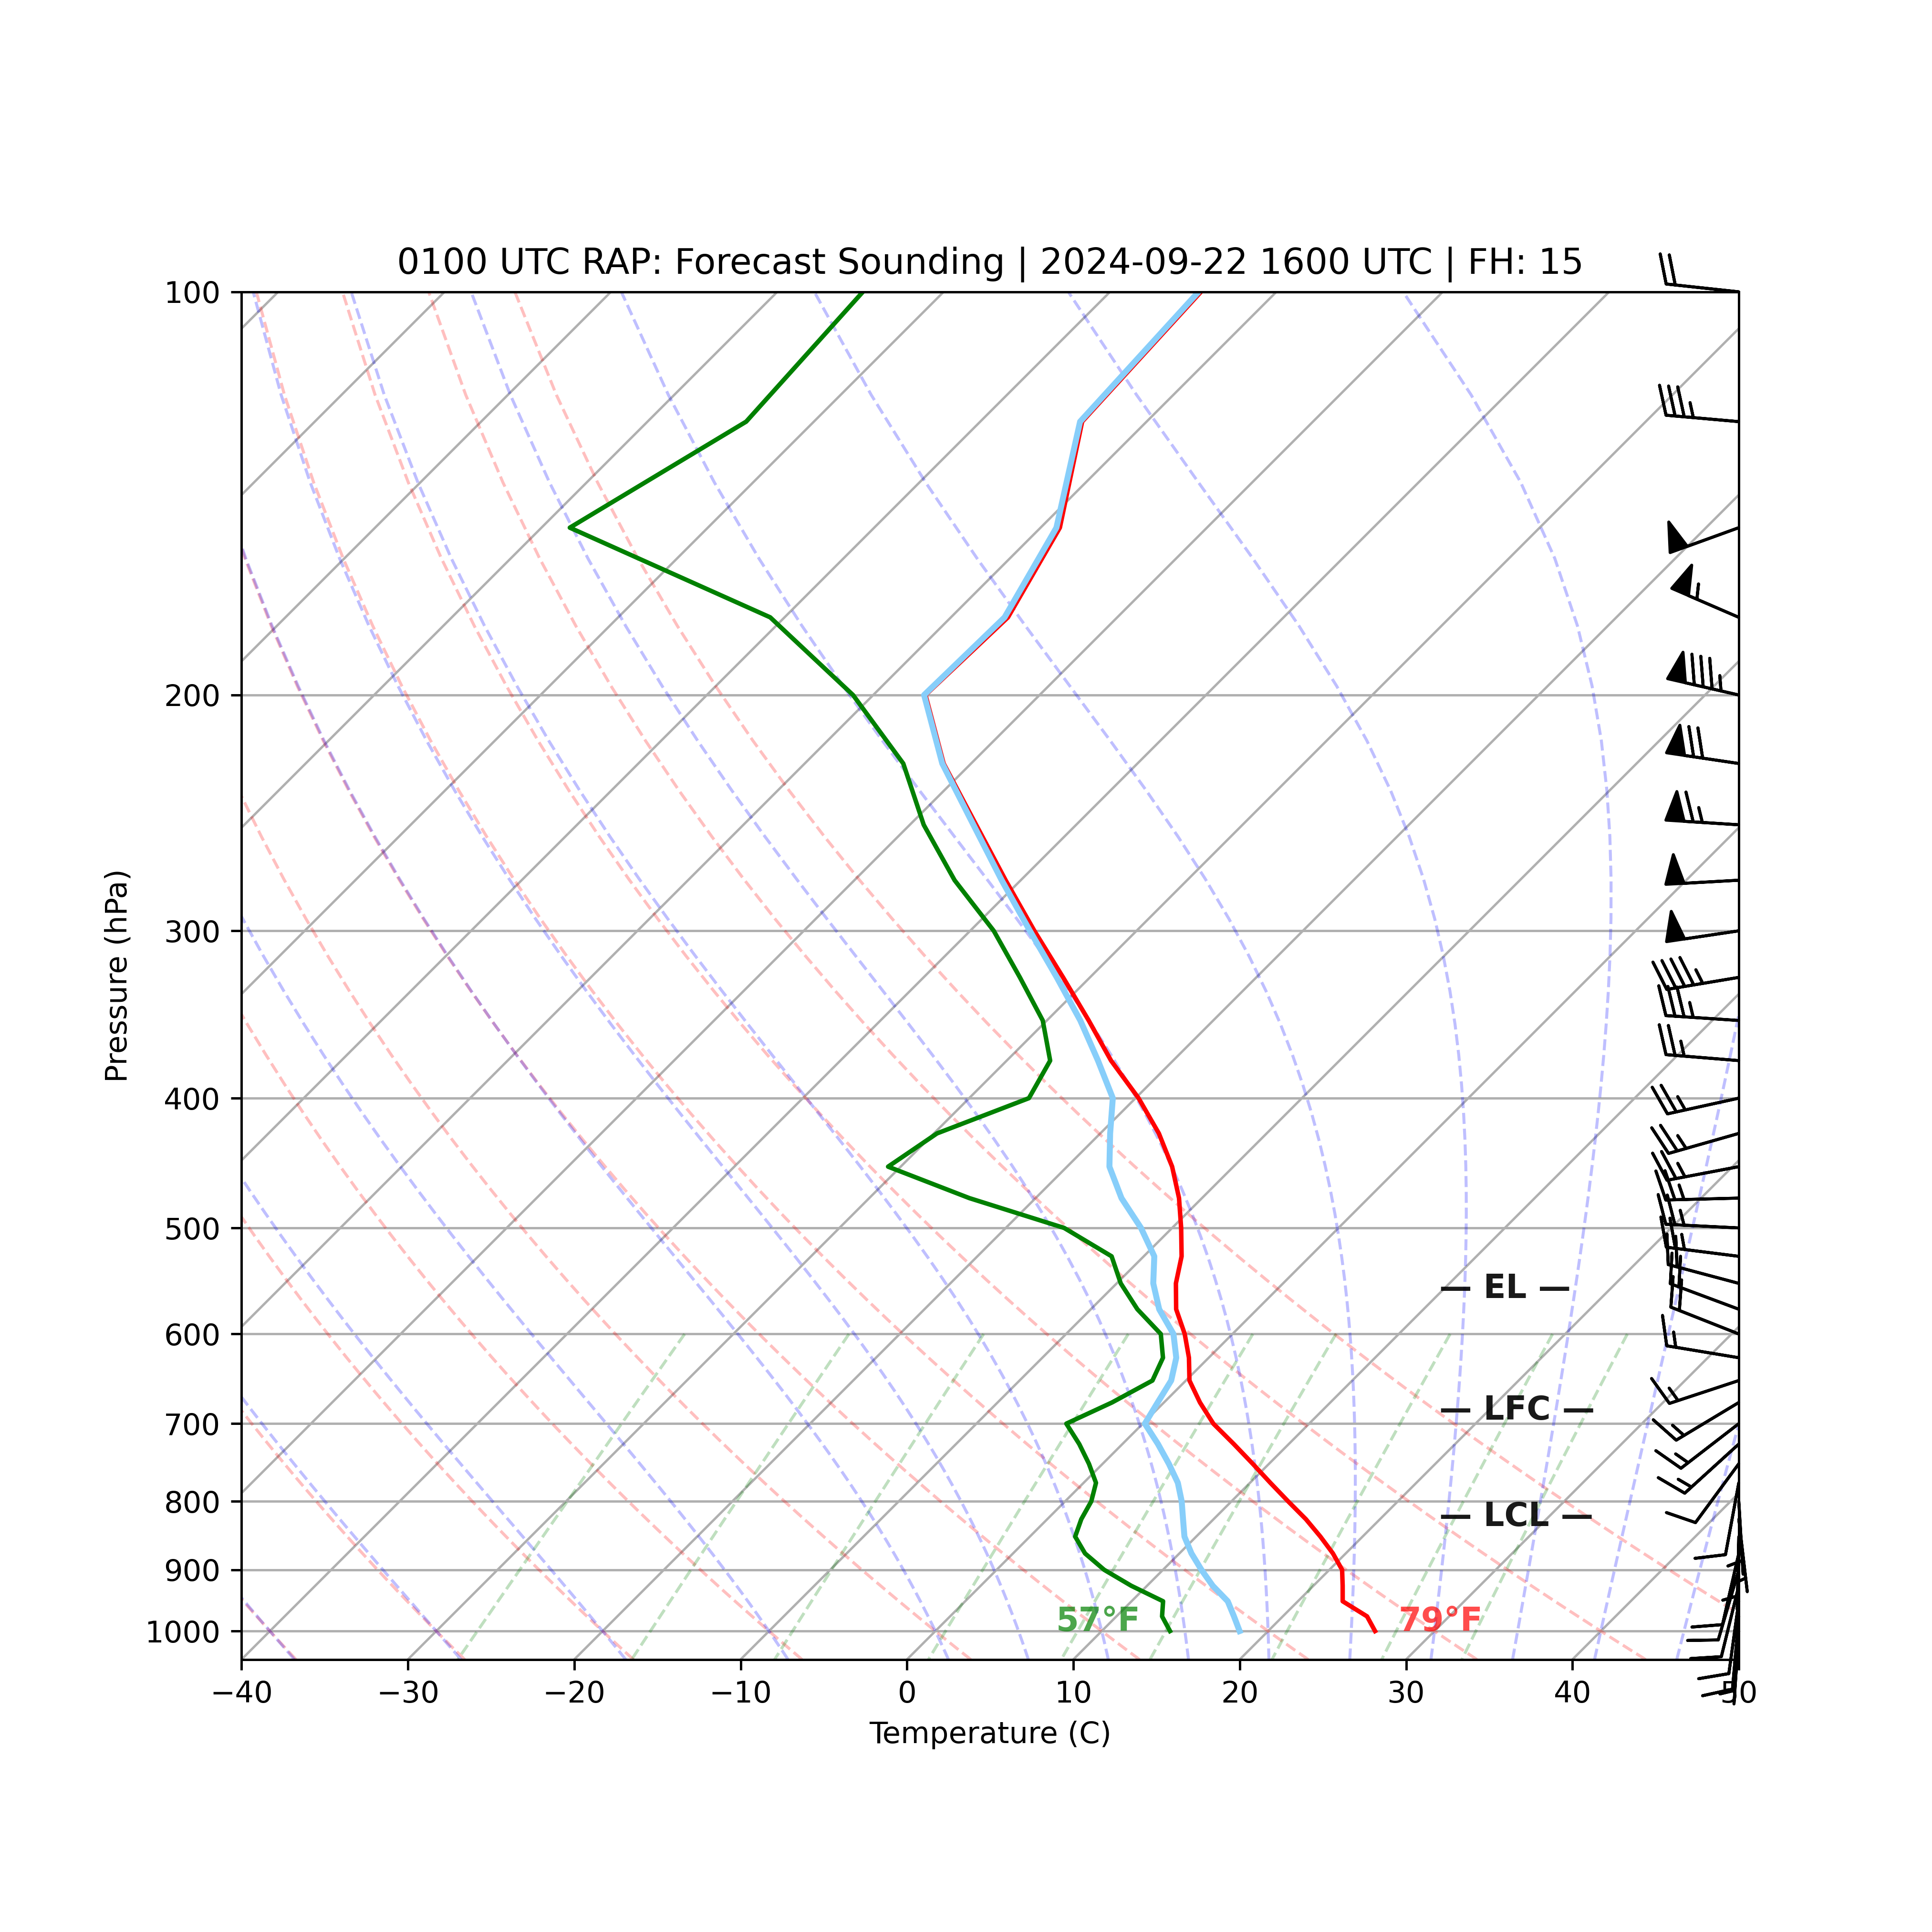 0100 UTC RAP: Forecast Sounding | 2024-09-22 1600 UTC | FH: 15
100
200
300
400
500
600
700
800
900
1000
Pressure (hPa)
— EL —
— LFC —
— LCL —
57°F
79°F
−40 −30 −20 −10 0 10 20 30 40 50
Temperature (C)